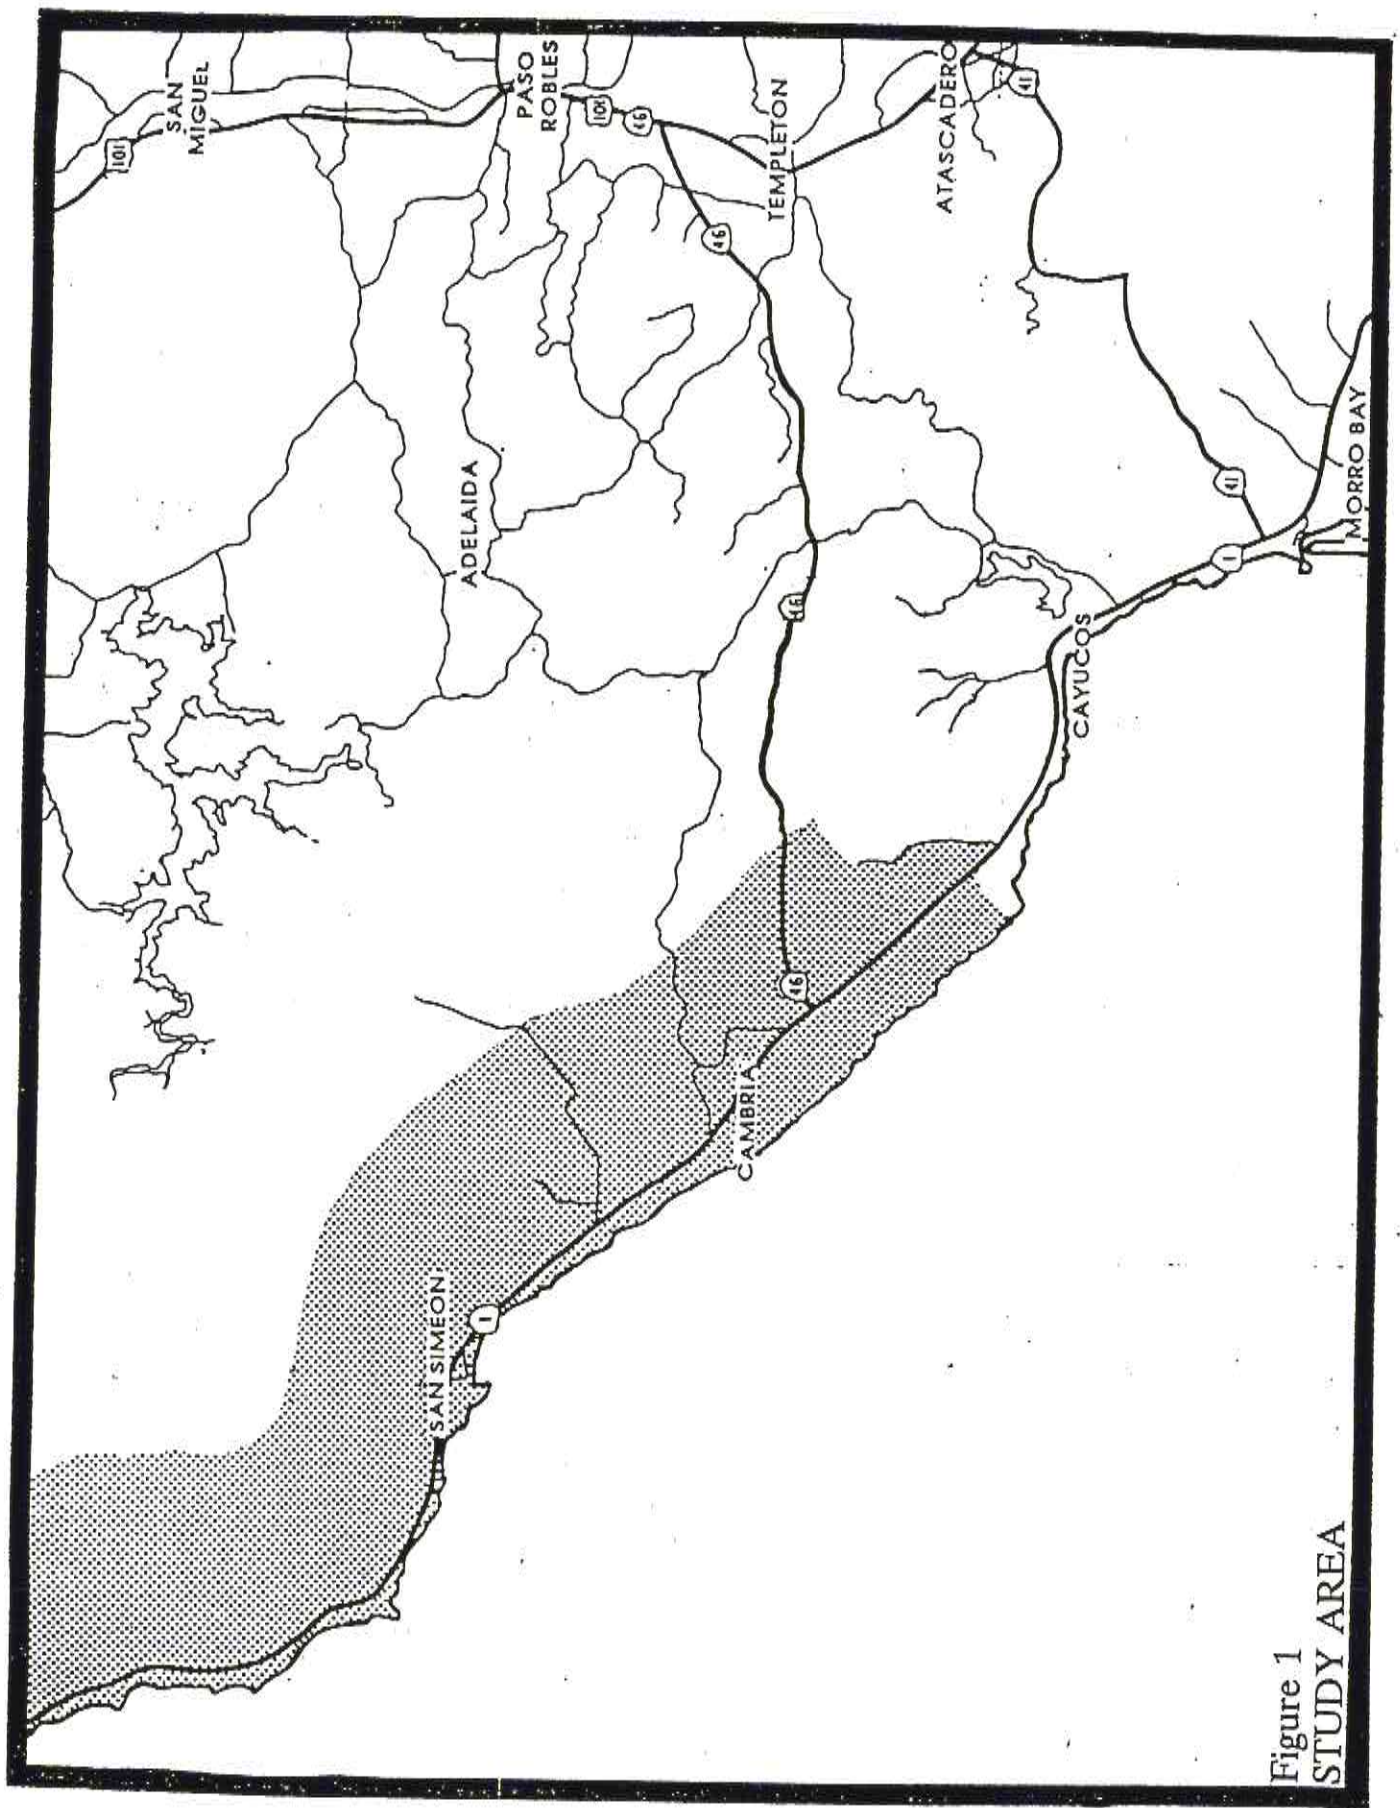 SAN
MIGUEL
101
PASO
ROBLES
101
46
TEMPLETON
ATASCADERO
41
46
ADELAIDA
46
41
MORRO BAY
1
CAYUCOS
46
CAMBRIA
SAN SIMEON
1
Figure 1
STUDY AREA